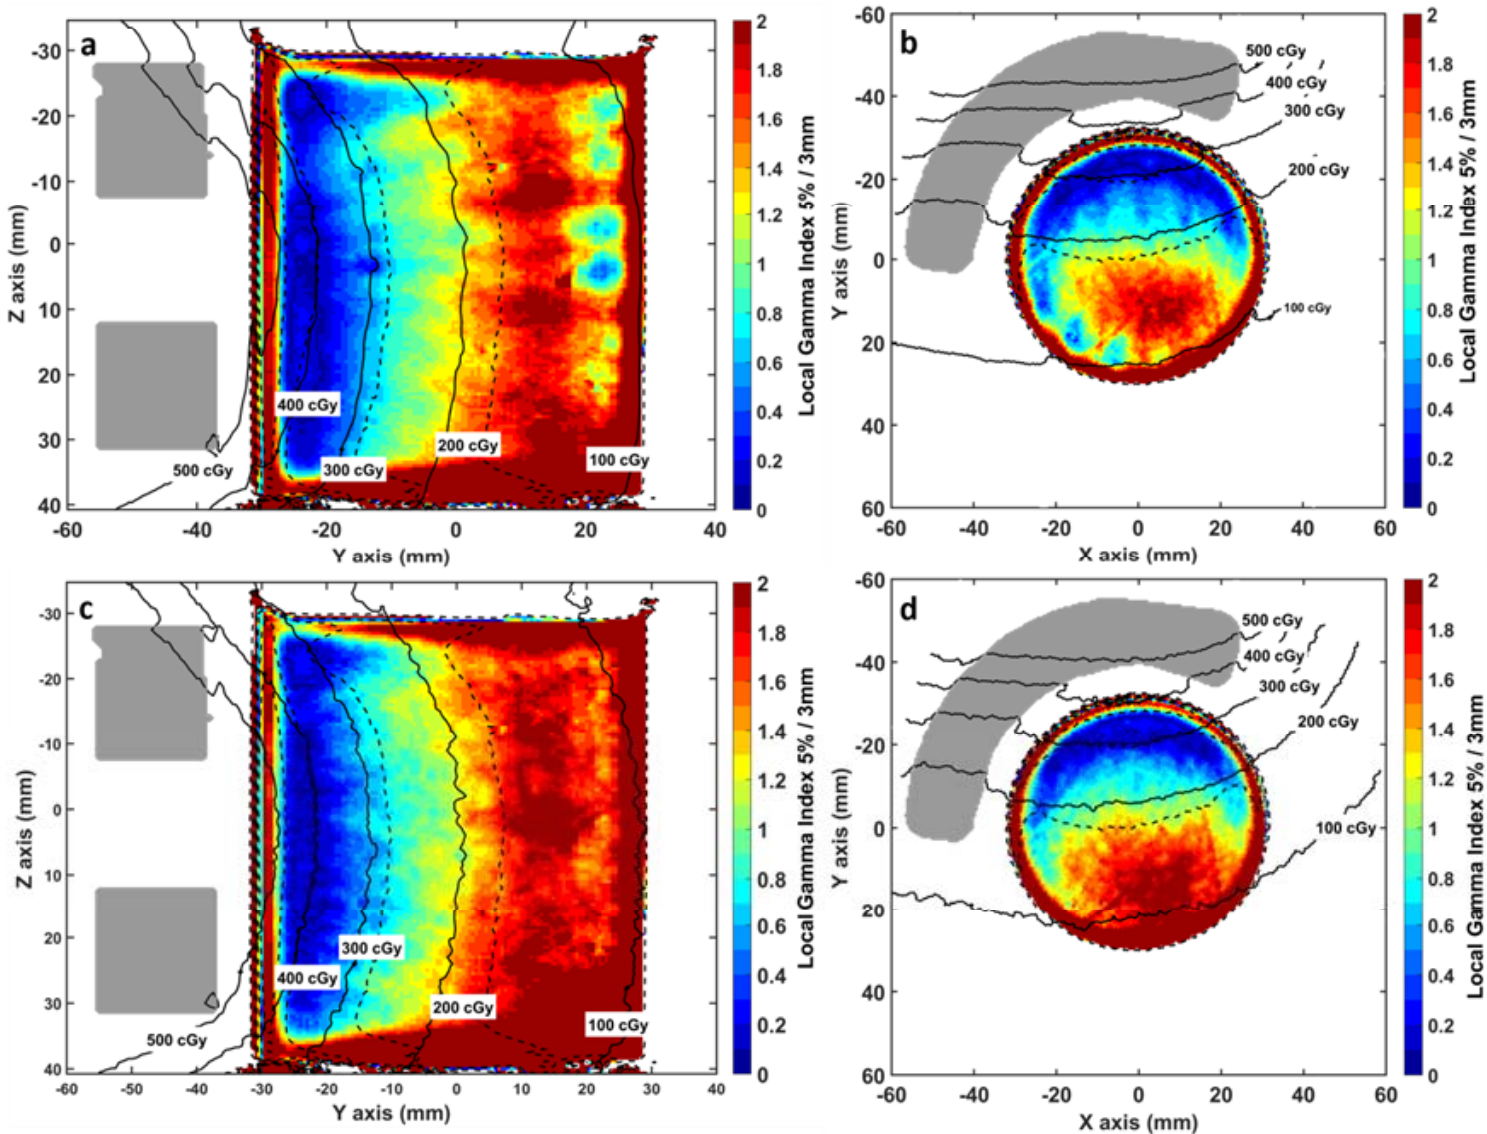 a
-30
-20
-10
0
10
20
30
40
Z axis (mm)
-60
-40
-20
0
20
40
Y axis (mm)
400 cGy
500 cGy
300 cGy
200 cGy
100 cGy
2
1.8
1.6
1.4
1.2
1
0.8
0.6
0.4
0.2
0
Local Gamma Index 5% / 3mm
b
-60
-40
-20
0
20
40
60
Y axis (mm)
-60
-40
-20
0
20
40
60
X axis (mm)
500 cGy
400 cGy
300 cGy
200 cGy
100 cGy
2
1.8
1.6
1.4
1.2
1
0.8
0.6
0.4
0.2
0
Local Gamma Index 5% / 3mm
c
-30
-20
-10
0
10
20
30
40
Z axis (mm)
-60
-50
-40
-30
-20
-10
0
10
20
30
40
Y axis (mm)
300 cGy
400 cGy
200 cGy
100 cGy
500 cGy
2
1.8
1.6
1.4
1.2
1
0.8
0.6
0.4
0.2
0
Local Gamma Index 5% / 3mm
d
-60
-40
-20
0
20
40
60
Y axis (mm)
-60
-40
-20
0
20
40
60
X axis (mm)
500 cGy
400 cGy
300 cGy
200 cGy
100 cGy
2
1.8
1.6
1.4
1.2
1
0.8
0.6
0.4
0.2
0
Local Gamma Index 5% / 3mm